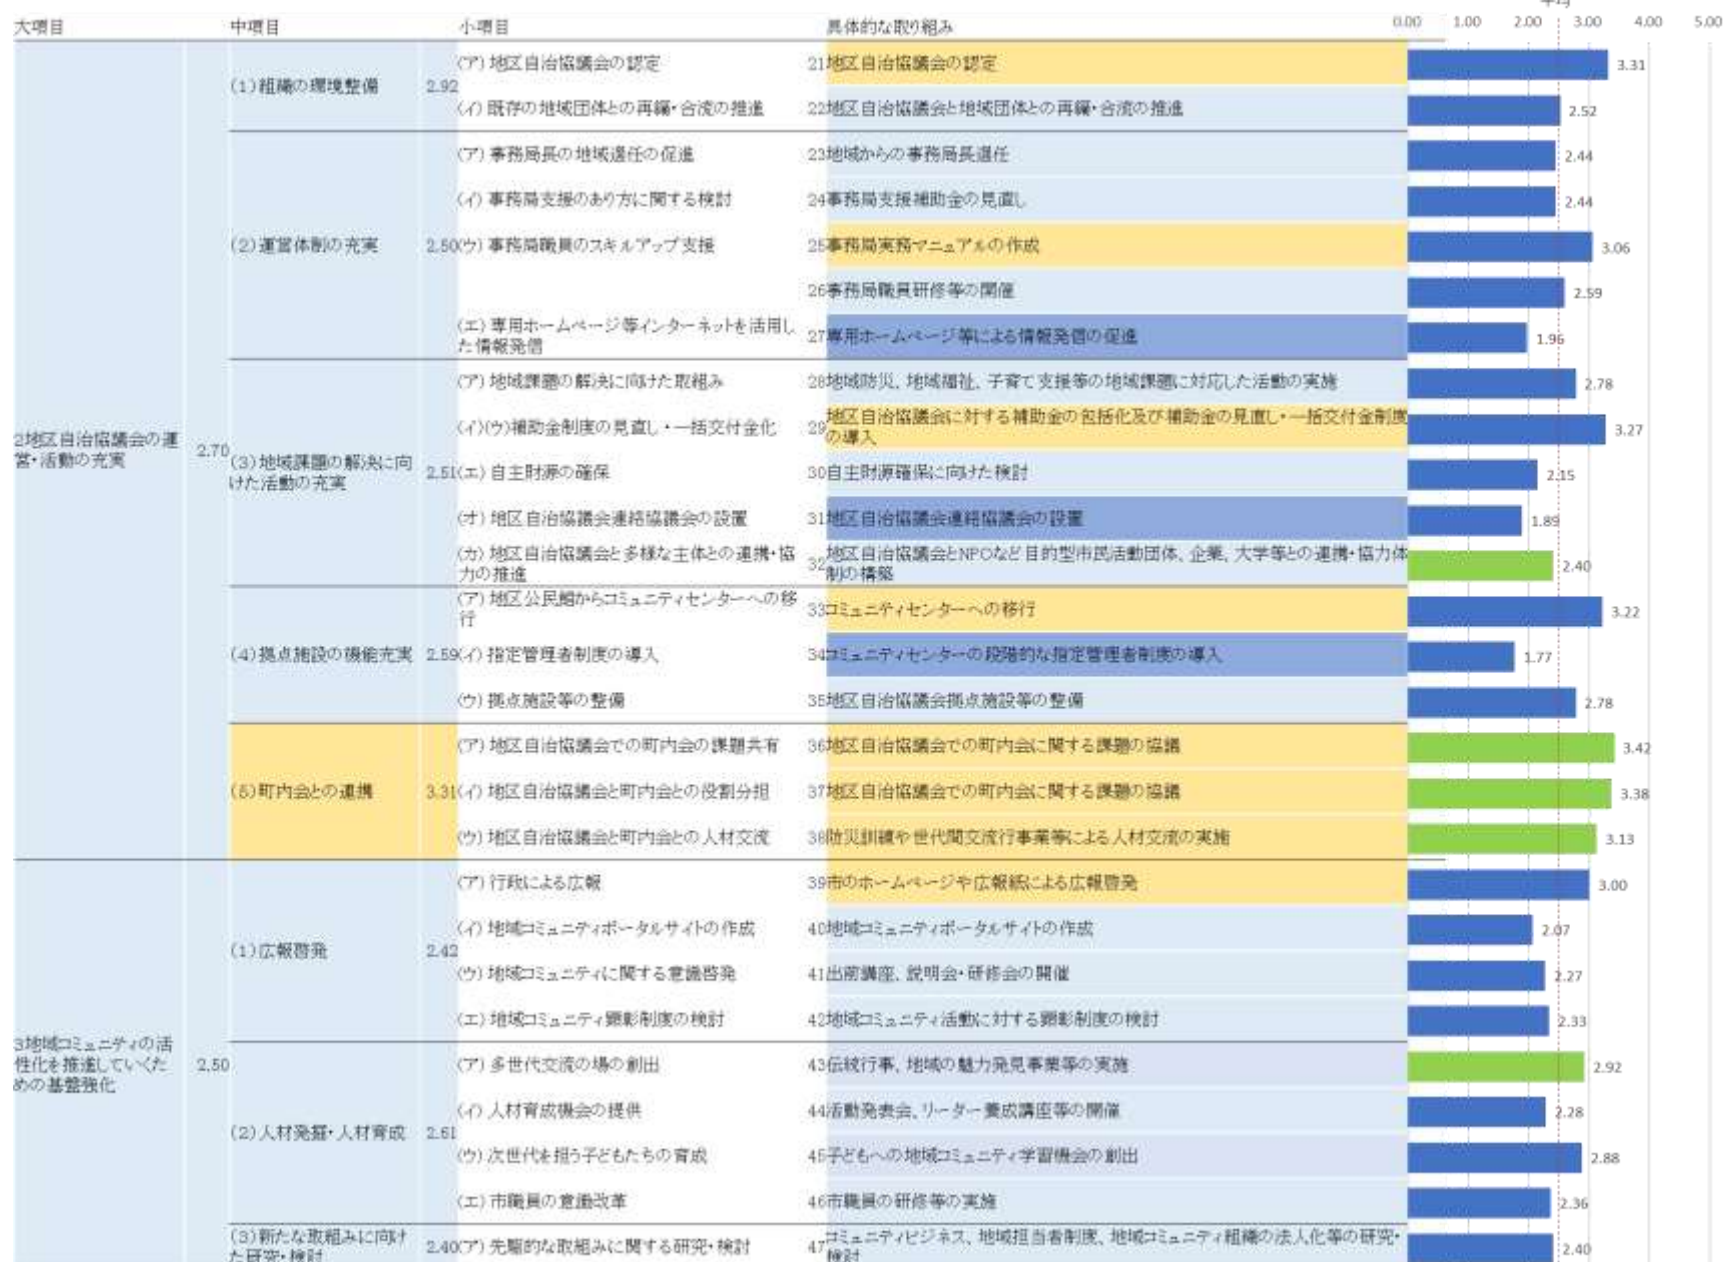 平均
大項目 中項目 小項目 具体的な取り組み 0.00 1.00 2.00 3.00 4.00 5.00
2地区自治協議会の運営・活動の充実 2.70
(1)組織の環境整備 2.92
(ア)地区自治協議会の認定 21地区自治協議会の認定 3.31
(イ)既存の地域団体との再編・合流の推進 22地区自治協議会と地域団体との再編・合流の推進 2.52
(2)運営体制の充実 2.50
(ア)事務局長の地域選任の促進 23地域からの事務局長選任 2.44
(イ)事務局支援のあり方に関する検討 24事務局支援補助金の見直し 2.44
(ウ)事務局職員のスキルアップ支援 25事務局実務マニュアルの作成 3.06
26事務局職員研修等の開催 2.59
(エ)専用ホームページ等インターネットを活用した情報発信 27専用ホームページ等による情報発信の促進 1.96
(3)地域課題の解決に向けた活動の充実 2.51
(ア)地域課題の解決に向けた取組み 28地域防災、地域福祉、子育て支援等の地域課題に対応した活動の実施 2.78
(イ)(ウ)補助金制度の見直し・一括交付金化 29地区自治協議会に対する補助金の包括化及び補助金の見直し・一括交付金制度の導入 3.27
(エ)自主財源の確保 30自主財源確保に向けた検討 2.15
(オ)地区自治協議会連絡協議会の設置 31地区自治協議会連絡協議会の設置 1.89
(カ)地区自治協議会と多様な主体との連携・協力の推進 32地区自治協議会とNPOなど目的型市民活動団体、企業、大学等との連携・協力体制の構築 2.40
(4)拠点施設の機能充実 2.59
(ア)地区公民館からコミュニティセンターへの移行 33コミュニティセンターへの移行 3.22
(イ)指定管理者制度の導入 34コミュニティセンターの段階的な指定管理者制度の導入 1.77
(ウ)拠点施設等の整備 35地区自治協議会拠点施設等の整備 2.78
(5)町内会との連携 3.31
(ア)地区自治協議会での町内会の課題共有 36地区自治協議会での町内会に関する課題の協議 3.42
(イ)地区自治協議会と町内会との役割分担 37地区自治協議会での町内会に関する課題の協議 3.38
(ウ)地区自治協議会と町内会との人材交流 38防災訓練や世代間交流行事業等による人材交流の実施 3.13
3地域コミュニティの活性化を推進していくための基盤強化 2.50
(1)広報啓発 2.42
(ア)行政による広報 39市のホームページや広報紙による広報啓発 3.00
(イ)地域コミュニティポータルサイトの作成 40地域コミュニティポータルサイトの作成 2.07
(ウ)地域コミュニティに関する意識啓発 41出前講座、説明会・研修会の開催 2.27
(エ)地域コミュニティ顕彰制度の検討 42地域コミュニティ活動に対する顕彰制度の検討 2.33
(2)人材発掘・人材育成 2.61
(ア)多世代交流の場の創出 43伝統行事、地域の魅力発見事業等の実施 2.92
(イ)人材育成機会の提供 44活動発表会、リーダー養成講座等の開催 2.28
(ウ)次世代を担う子どもたちの育成 45子どもへの地域コミュニティ学習機会の創出 2.88
(エ)市職員の意識改革 46市職員の研修等の実施 2.36
(3)新たな取組みに向けた研究・検討 2.40
(ア)先駆的な取組みに関する研究・検討 47コミュニティビジネス、地域担当者制度、地域コミュニティ組織の法人化等の研究・検討 2.40